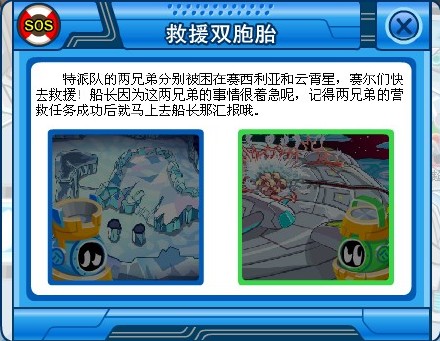 SOS
救援双胞胎
特派队的两兄弟分别被困在赛西利亚和云霄星，赛尔们快
去救援！船长因为这两兄弟的事情很着急呢，记得两兄弟的营
救任务成功后就马上去船长那汇报哦。